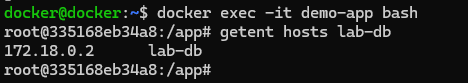 docker@docker:~$ docker exec -it demo-app bash
root@335168eb34a8:/app# getent hosts lab-db
172.18.0.2      lab-db
root@335168eb34a8:/app#